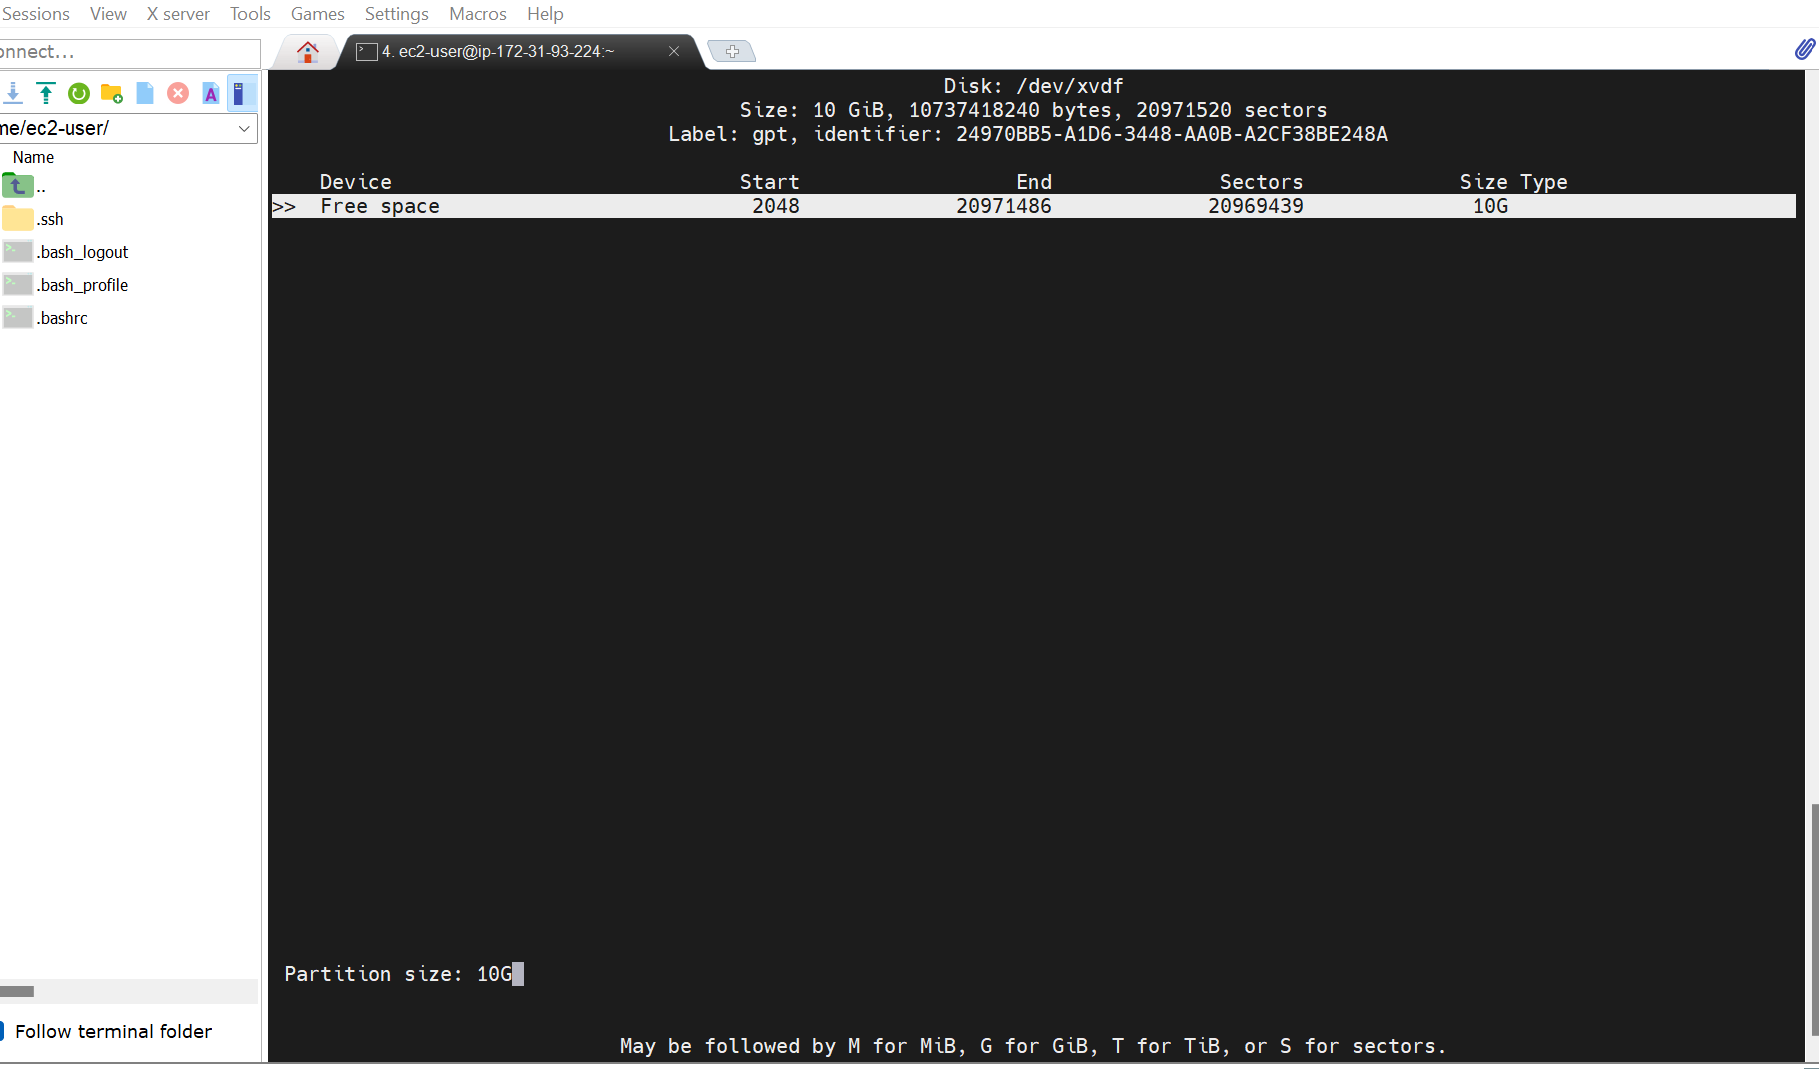 Sessions View X server Tools Games Settings Macros Help
onnect...
4. ec2-user@ip-172-31-93-224:~
me/ec2-user/
Name
..
.ssh
.bash_logout
.bash_profile
.bashrc
Follow terminal folder
Disk: /dev/xvdf
Size: 10 GiB, 10737418240 bytes, 20971520 sectors
Label: gpt, identifier: 24970BB5-A1D6-3448-AA0B-A2CF38BE248A
Device Start End Sectors Size Type
>> Free space 2048 20971486 20969439 10G
Partition size: 10G
May be followed by M for MiB, G for GiB, T for TiB, or S for sectors.